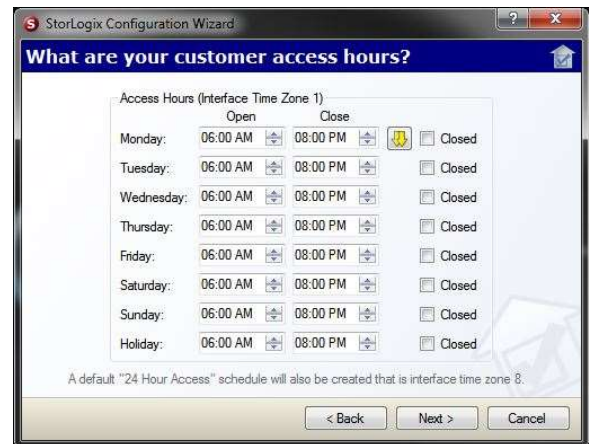 StorLogix Configuration Wizard
What are your customer access hours?
Access Hours (Interface Time Zone 1)
Open Close
Monday: 06:00 AM 08:00 PM Closed
Tuesday: 06:00 AM 08:00 PM Closed
Wednesday: 06:00 AM 08:00 PM Closed
Thursday: 06:00 AM 08:00 PM Closed
Friday: 06:00 AM 08:00 PM Closed
Saturday: 06:00 AM 08:00 PM Closed
Sunday: 06:00 AM 08:00 PM Closed
Holiday: 06:00 AM 08:00 PM Closed
A default "24 Hour Access" schedule will also be created that is interface time zone 8.
< Back Next > Cancel